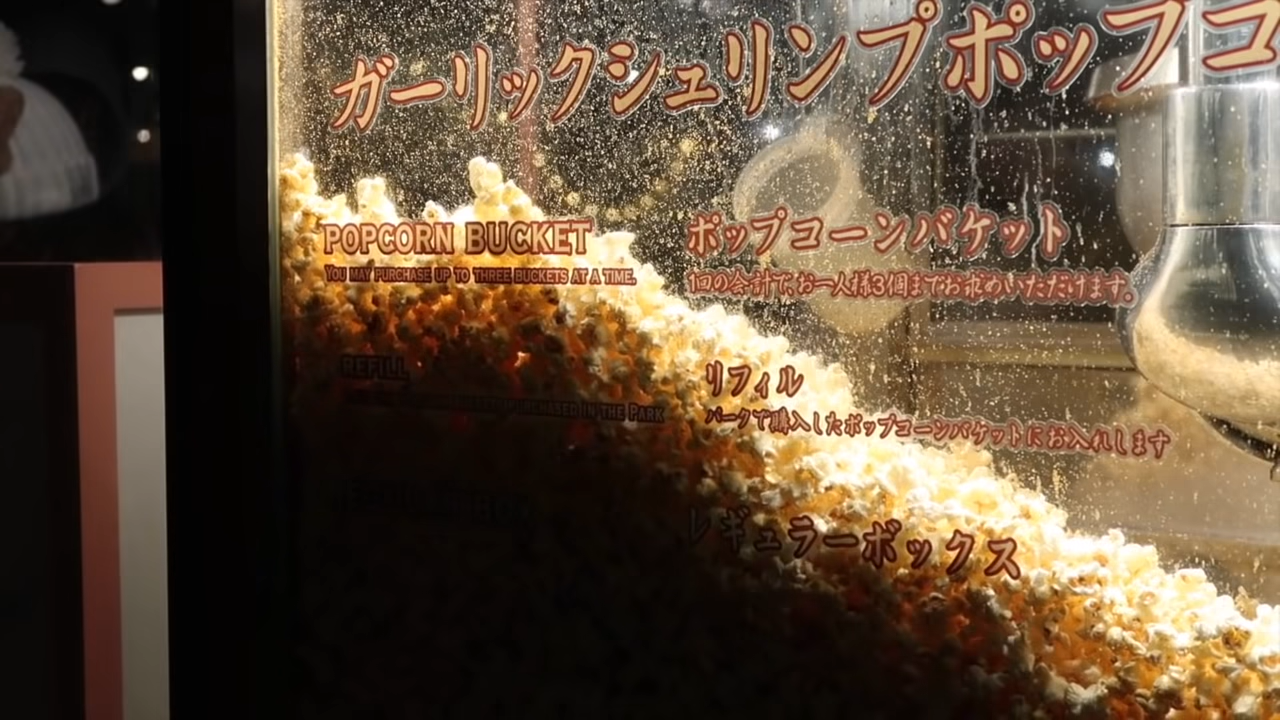 ガーリックシュリンプポップコ
POPCORN BUCKET
YOU MAY PURCHASE UP TO THREE BUCKETS AT A TIME.
ポップコーンバケット
1回の会計で、お一人様3個までお求めいただけます。
REFILL
PURCHASED IN THE PARK
リフィル
パークで購入したポップコーンバケットにお入れします
レギュラーボックス